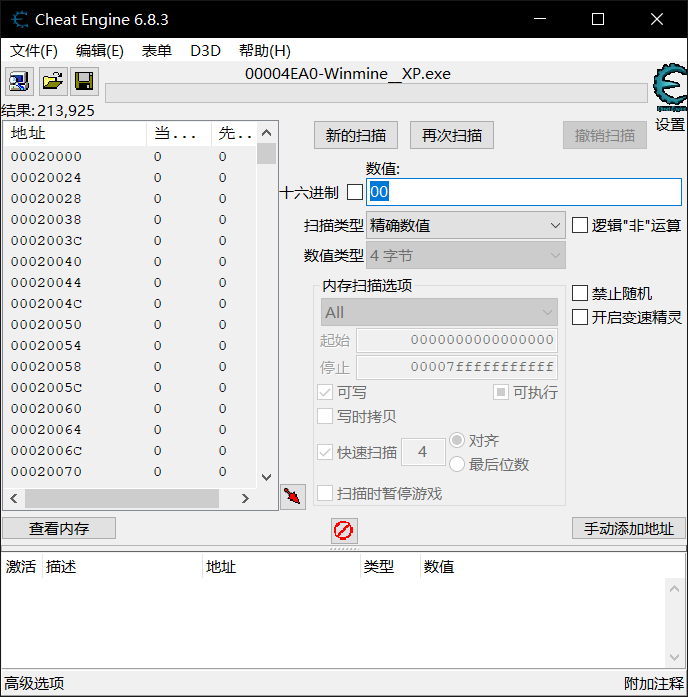 Cheat Engine 6.8.3
文件(F) 编辑(E) 表单 D3D 帮助(H)
00004EA0-Winmine__XP.exe
结果:213,925
设置
地址 当... 先..
00020000 0 0
00020024 0 0
00020028 0 0
00020038 0 0
0002003C 0 0
00020040 0 0
00020044 0 0
0002004C 0 0
00020050 0 0
00020054 0 0
00020058 0 0
0002005C 0 0
00020060 0 0
00020064 0 0
0002006C 0 0
00020070 0 0
新的扫描 再次扫描 撤销扫描
数值:
十六进制 00
扫描类型 精确数值 逻辑"非"运算
数值类型 4 字节
内存扫描选项
All
禁止随机
开启变速精灵
起始 0000000000000000
停止 00007fffffffffff
可写 可执行
写时拷贝
快速扫描 4 对齐
最后位数
扫描时暂停游戏
查看内存 手动添加地址
激活 描述 地址 类型 数值
高级选项 附加注释